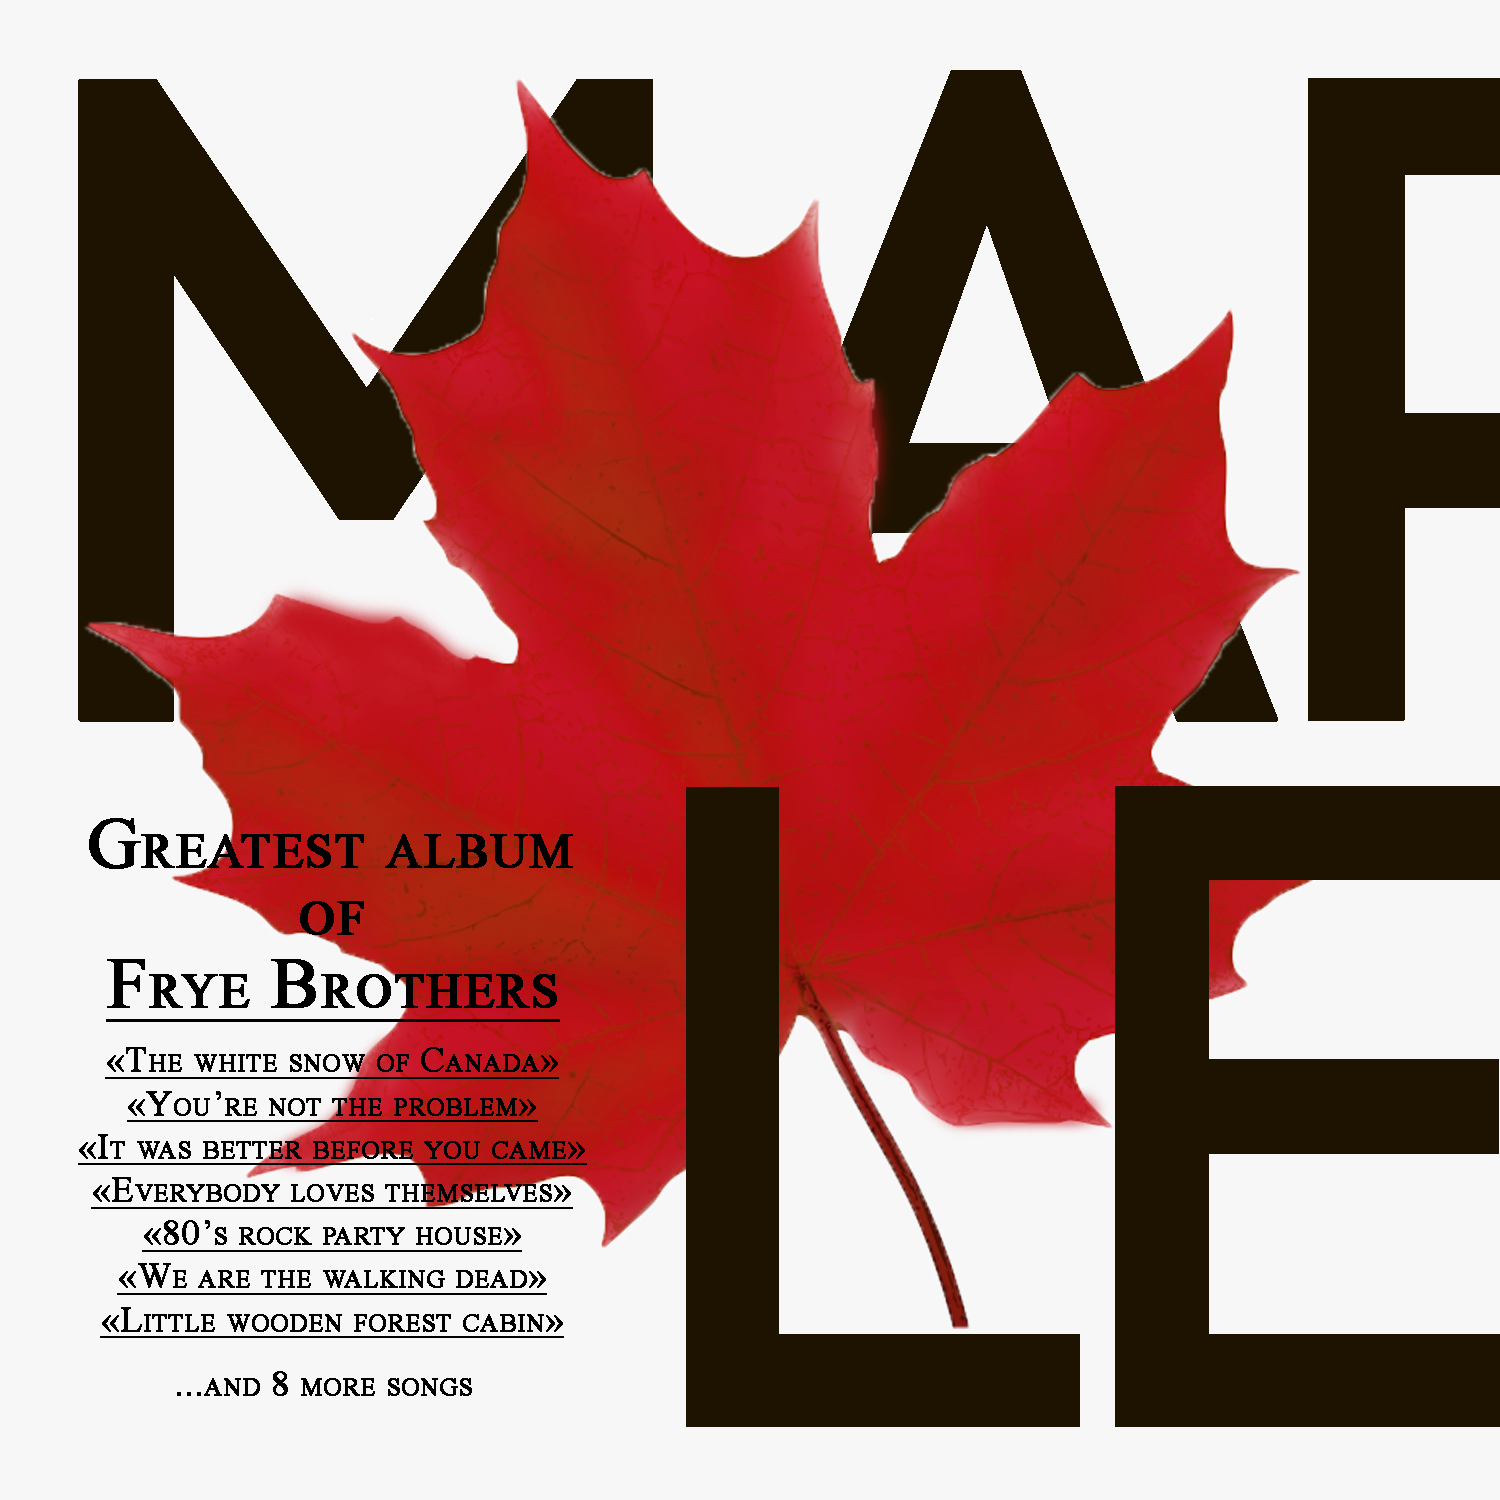 MAP
LE
Greatest album
of
Frye Brothers
«The white snow of Canada»
«You’re not the problem»
«It was better before you came»
«Everybody loves themselves»
«80’s rock party house»
«We are the walking dead»
«Little wooden forest cabin»
...and 8 more songs